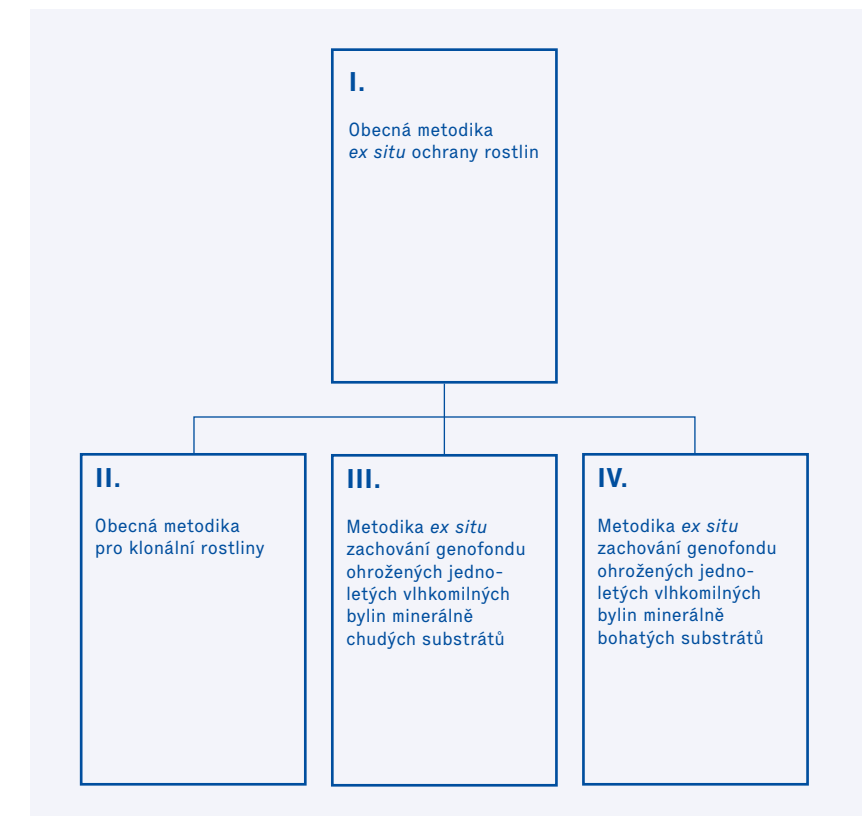 I.
Obecná metodika
ex situ ochrany rostlin
II.
Obecná metodika
pro klonální rostliny
III.
Metodika ex situ
zachování genofondu
ohrožených jedno-
letých vlhkomilných
bylin minerálně
chudých substrátů
IV.
Metodika ex situ
zachování genofondu
ohrožených jedno-
letých vlhkomilných
bylin minerálně
bohatých substrátů